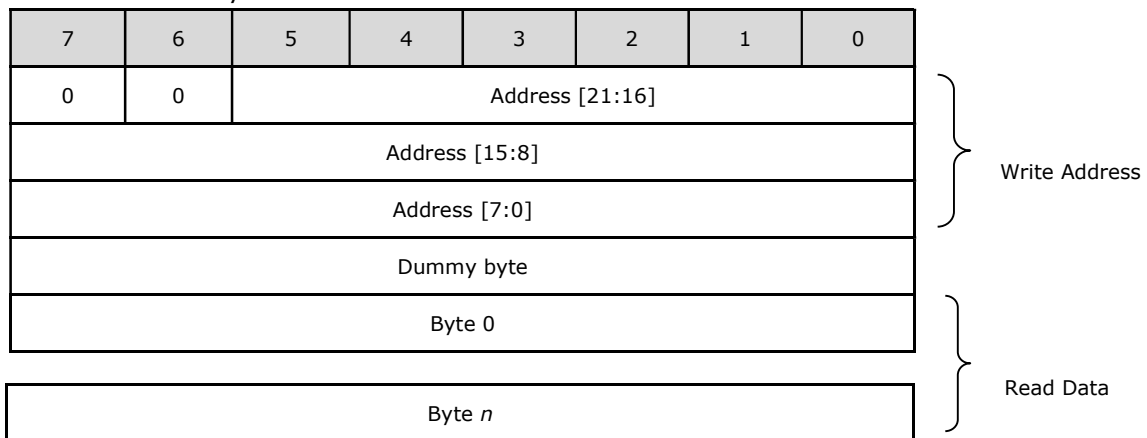 7 6 5 4 3 2 1 0
0 0 Address [21:16]
Address [15:8]
Write Address
Address [7:0]
Dummy byte
Byte 0
Read Data
Byte n